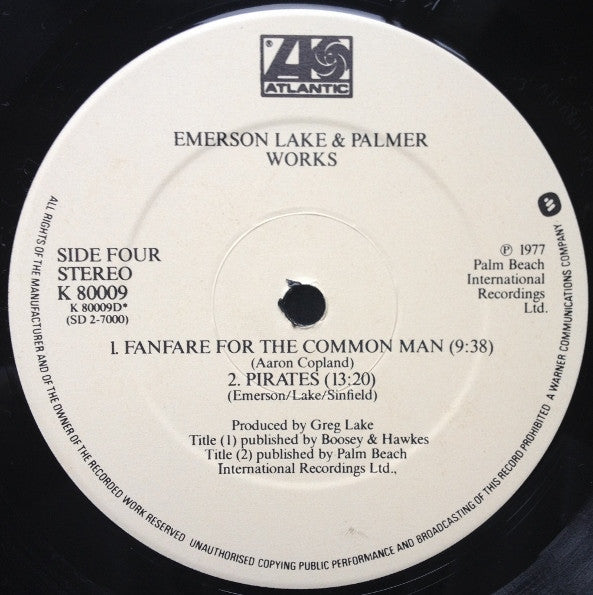 ATLANTIC
EMERSON LAKE & PALMER
WORKS
SIDE FOUR
STEREO
K 80009
K 80009D*
(SD 2-7000)
℗ 1977
Palm Beach
International
Recordings
Ltd.
1. FANFARE FOR THE COMMON MAN (9:38)
(Aaron Copland)
2. PIRATES (13:20)
(Emerson/Lake/Sinfield)
Produced by Greg Lake
Title (1) published by Boosey & Hawkes
Title (2) published by Palm Beach
International Recordings Ltd.,
ALL RIGHTS OF THE MANUFACTURER AND OF THE OWNER OF THE RECORDED WORK RESERVED UNAUTHORISED COPYING PUBLIC PERFORMANCE AND BROADCASTING OF THIS RECORD PROHIBITED A WARNER COMMUNICATIONS COMPANY